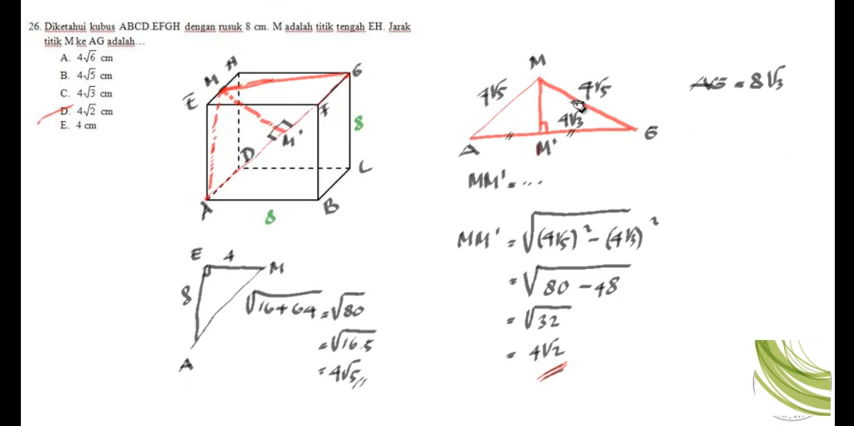 26. Diketahui kubus ABCD.EFGH dengan rusuk 8 cm. M adalah titik tengah EH. Jarak
titik M ke AG adalah...
A. 4√6 cm
B. 4√5 cm
C. 4√3 cm
D. 4√2 cm
E. 4 cm
H
M
G
E
F
8
M'
D
C
A
B
8
M
4√5
4√5
4√3
A
M'
G
AG = 8√3
MM' = ...
MM' = √(4√5)² - (4√3)²
= √80 - 48
= √32
= 4√2
E 4 M
8
A
√16 + 64 = √80
= √16.5
= 4√5